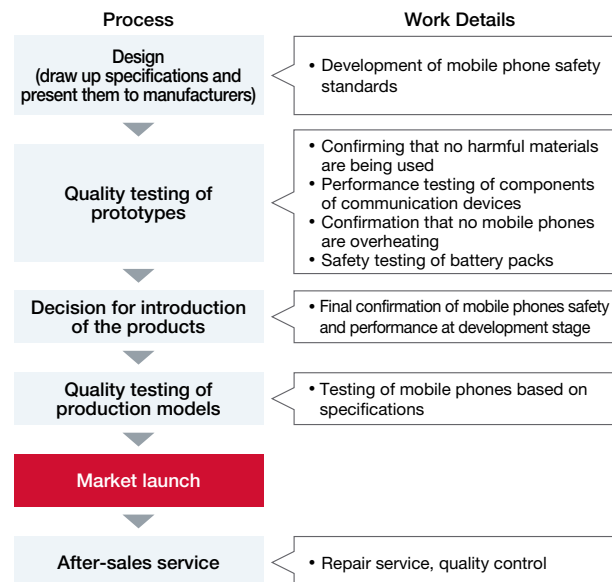 Process
Work Details
Design
(draw up specifications and
present them to manufacturers)
• Development of mobile phone safety
standards
Quality testing of
prototypes
• Confirming that no harmful materials
are being used
• Performance testing of components
of communication devices
• Confirmation that no mobile phones
are overheating
• Safety testing of battery packs
Decision for introduction
of the products
• Final confirmation of mobile phones safety
and performance at development stage
Quality testing of
production models
• Testing of mobile phones based on
specifications
Market launch
After-sales service
• Repair service, quality control